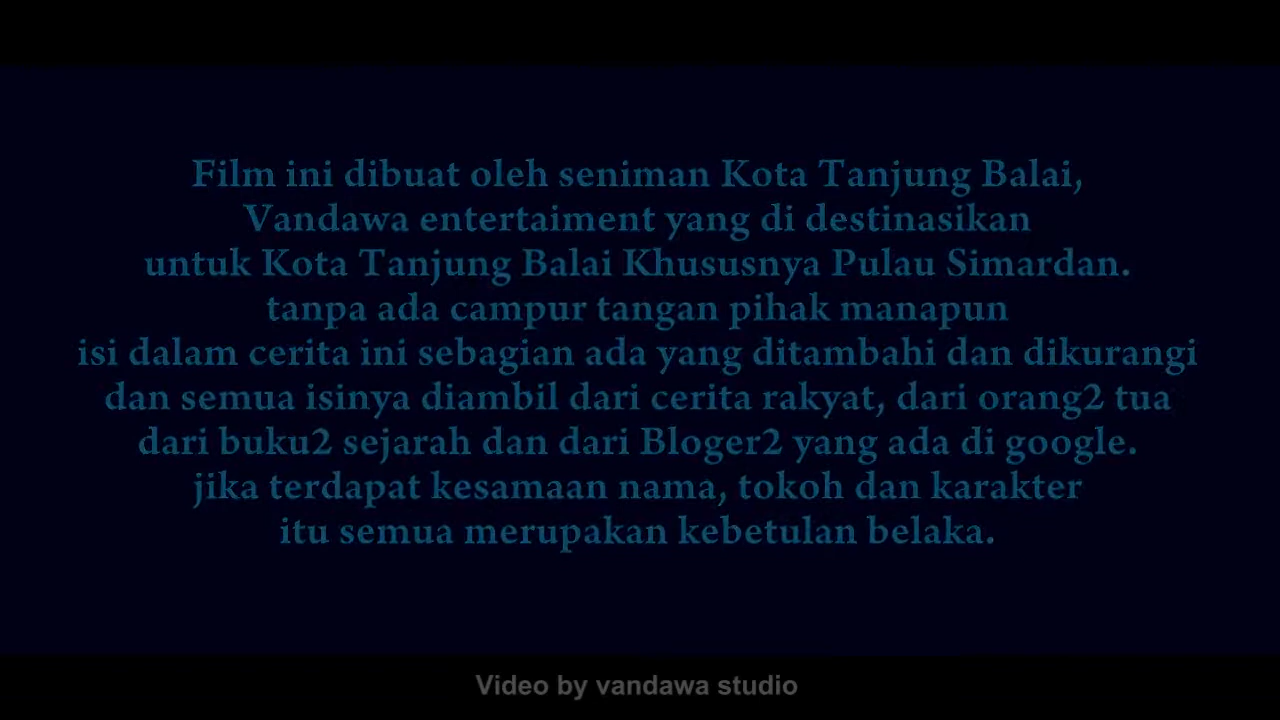 Film ini dibuat oleh seniman Kota Tanjung Balai,
Vandawa entertaiment yang di destinasikan
untuk Kota Tanjung Balai Khususnya Pulau Simardan.
tanpa ada campur tangan pihak manapun
isi dalam cerita ini sebagian ada yang ditambahi dan dikurangi
dan semua isinya diambil dari cerita rakyat, dari orang2 tua
dari buku2 sejarah dan dari Bloger2 yang ada di google.
jika terdapat kesamaan nama, tokoh dan karakter
itu semua merupakan kebetulan belaka.
Video by vandawa studio